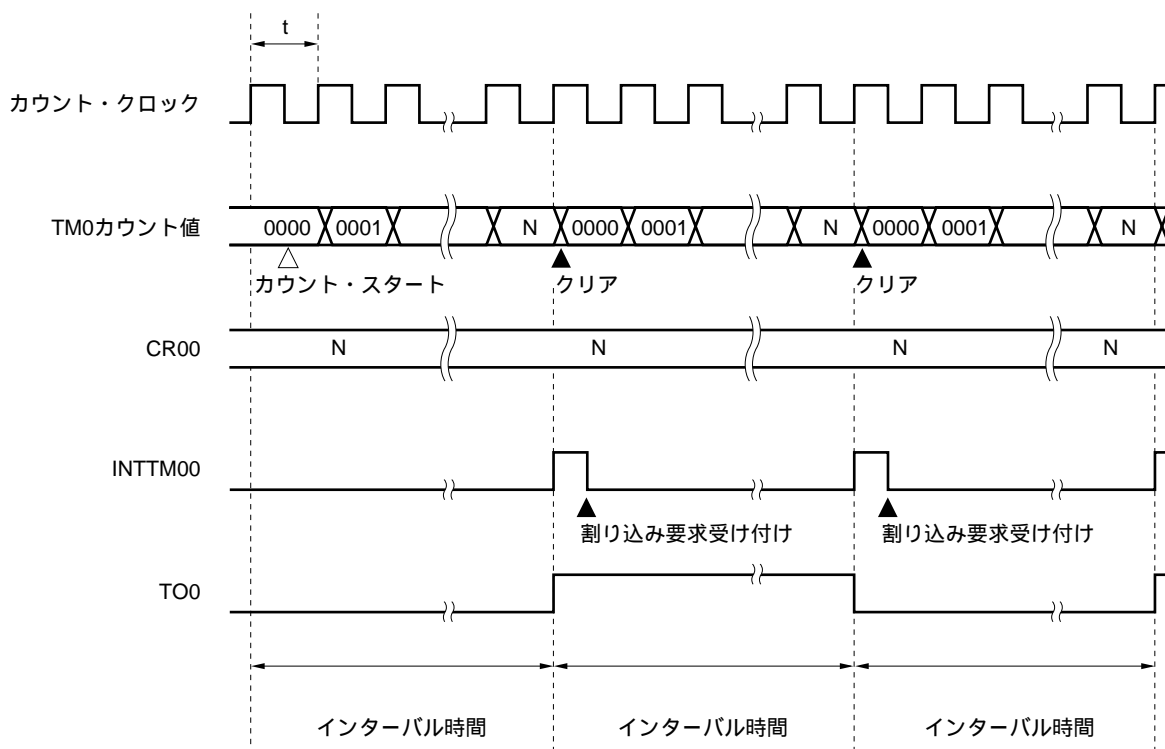 t
カウント・クロック
TM0カウント値 0000 0001 N 0000 0001 N 0000 0001 N
カウント・スタート クリア クリア
CR00 N N N N
INTTM00
割り込み要求受け付け 割り込み要求受け付け
TO0
インターバル時間 インターバル時間 インターバル時間